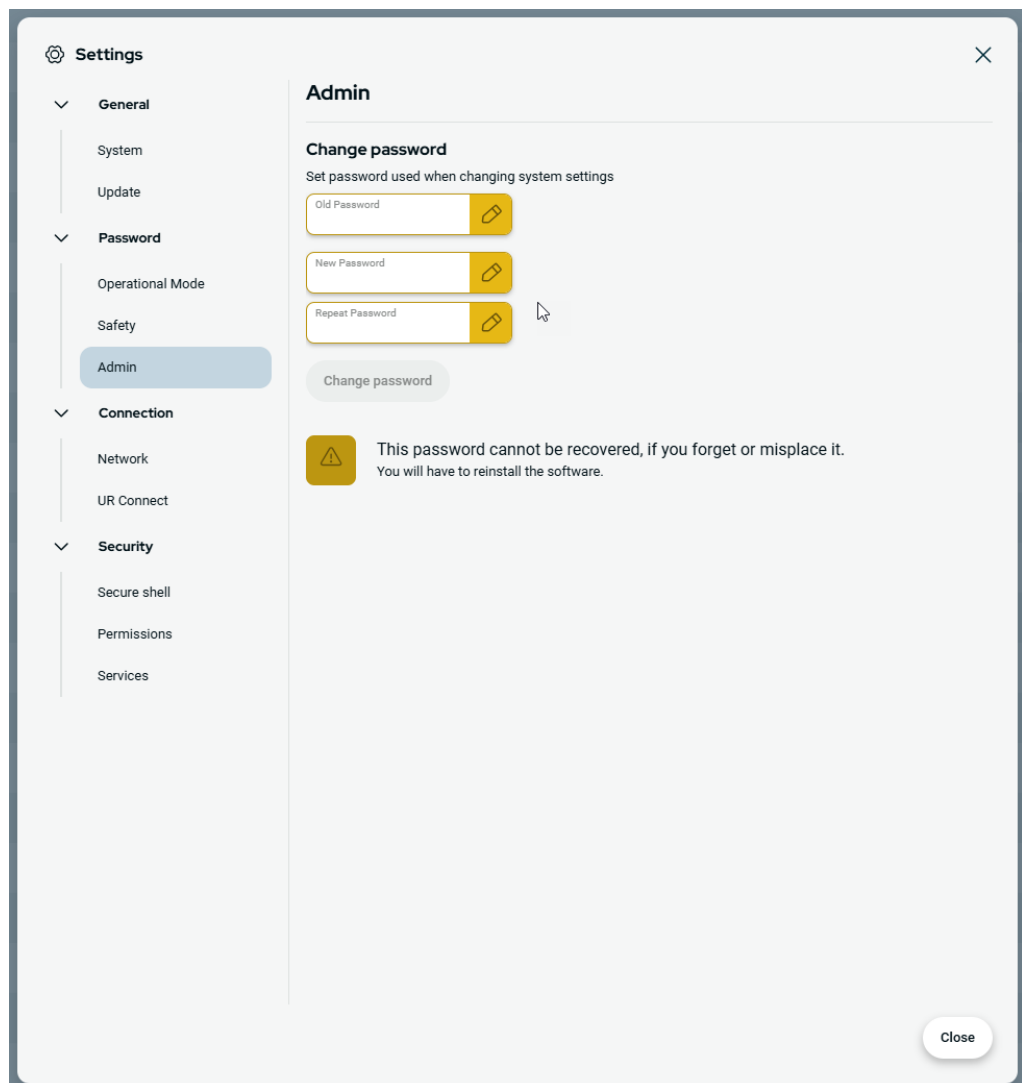 Settings
General
System
Update
Password
Operational Mode
Safety
Admin
Connection
Network
UR Connect
Security
Secure shell
Permissions
Services
Admin
Change password
Set password used when changing system settings
Old Password
New Password
Repeat Password
Change password
This password cannot be recovered, if you forget or misplace it.
You will have to reinstall the software.
Close